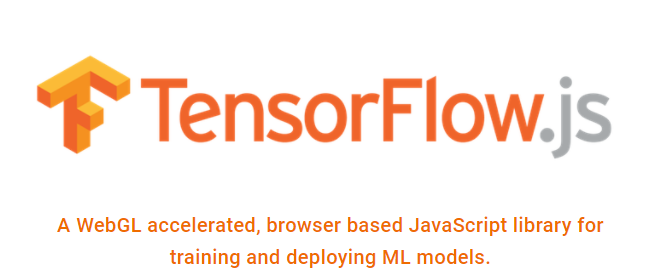 TensorFlow.js
A WebGL accelerated, browser based JavaScript library for
training and deploying ML models.